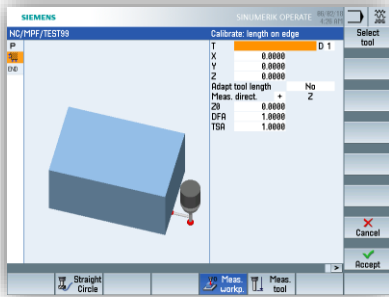 SIEMENS
SINUMERIK OPERATE
NC/MPF/TEST99
Calibrate: length on edge
Select tool
P
END
T D 1
X 0.0000
Y 0.0000
Z 0.0000
Adapt tool length No
Meas. direct. + Z
Z0 0.0000
DFA 1.0000
TSA 1.0000
Cancel
Accept
>
Straight Circle
Meas. workp.
Meas. tool